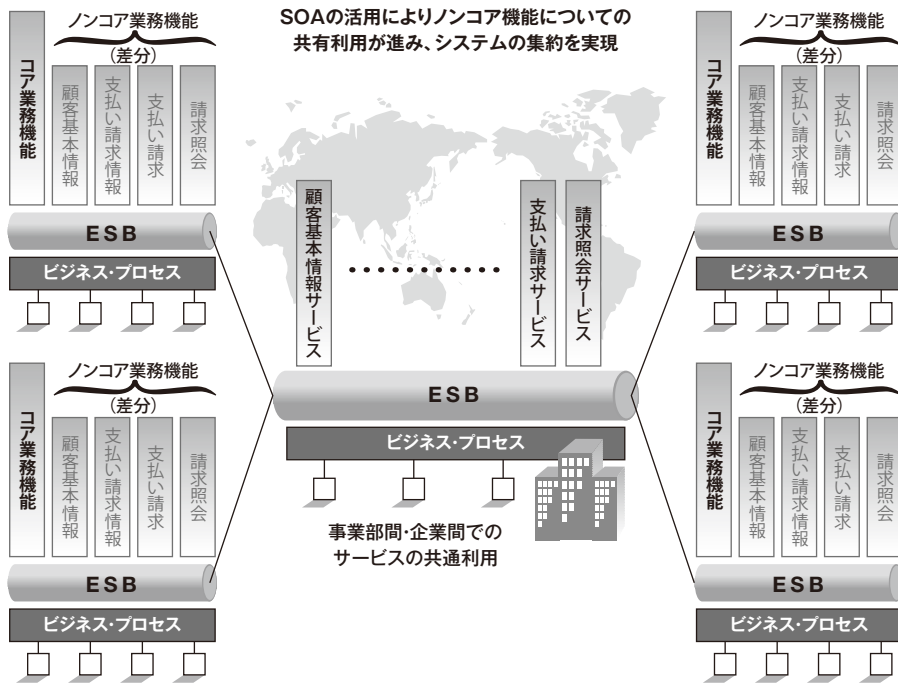 SOAの活用によりノンコア機能についての
共有利用が進み、システムの集約を実現
ノンコア業務機能
(差分)
コア業務機能
顧客基本情報
支払い請求情報
支払い請求
請求照会
ESB
ビジネス・プロセス
ノンコア業務機能
(差分)
コア業務機能
顧客基本情報
支払い請求情報
支払い請求
請求照会
ESB
ビジネス・プロセス
顧客基本情報サービス
支払い請求サービス
請求照会サービス
ESB
ビジネス・プロセス
事業部間・企業間での
サービスの共通利用
ノンコア業務機能
(差分)
コア業務機能
顧客基本情報
支払い請求情報
支払い請求
請求照会
ESB
ビジネス・プロセス
ノンコア業務機能
(差分)
コア業務機能
顧客基本情報
支払い請求情報
支払い請求
請求照会
ESB
ビジネス・プロセス